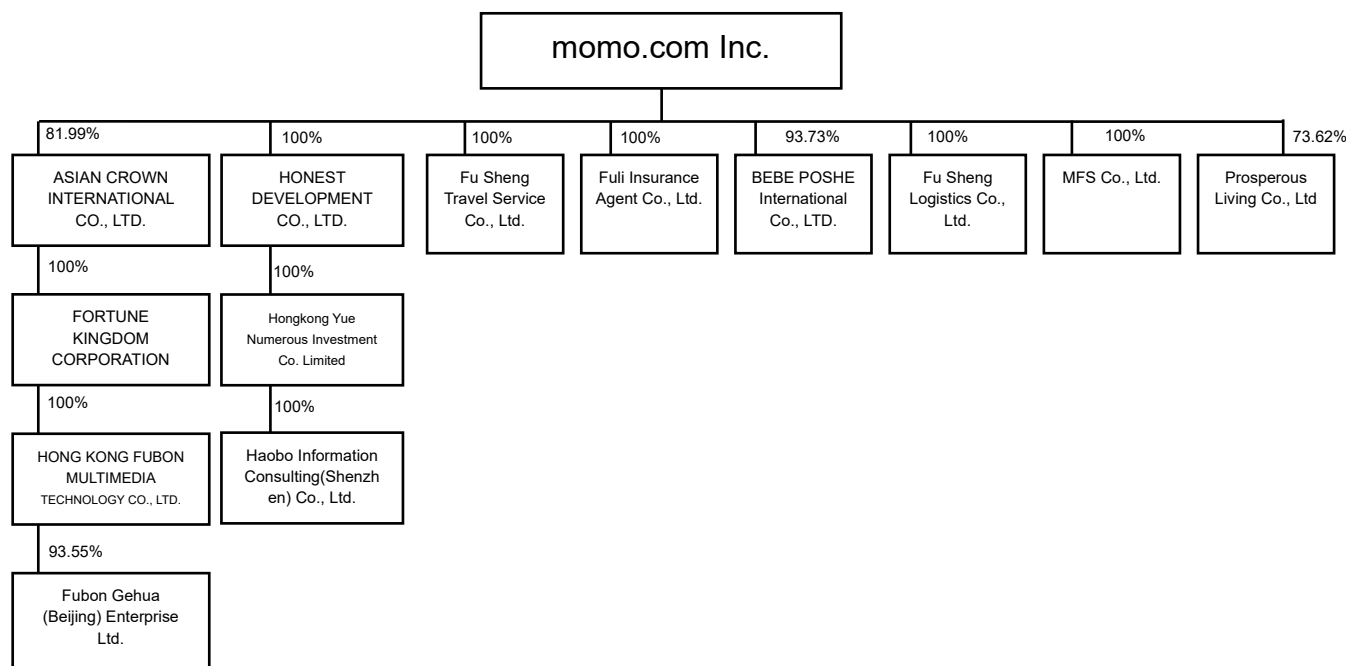 momo.com Inc.
81.99%
100%
100%
100%
93.73%
100%
100%
73.62%
ASIAN CROWN
INTERNATIONAL
CO., LTD.
HONEST
DEVELOPMENT
CO., LTD.
Fu Sheng
Travel Service
Co., Ltd.
Fuli Insurance
Agent Co., Ltd.
BEBE POSHE
International
Co., LTD.
Fu Sheng
Logistics Co.,
Ltd.
MFS Co., Ltd.
Prosperous
Living Co., Ltd
100%
100%
FORTUNE
KINGDOM
CORPORATION
Hongkong Yue
Numerous Investment
Co. Limited
100%
100%
HONG KONG FUBON
MULTIMEDIA
TECHNOLOGY CO., LTD.
Haobo Information
Consulting(Shenzh
en) Co., Ltd.
93.55%
Fubon Gehua
(Beijing) Enterprise
Ltd.